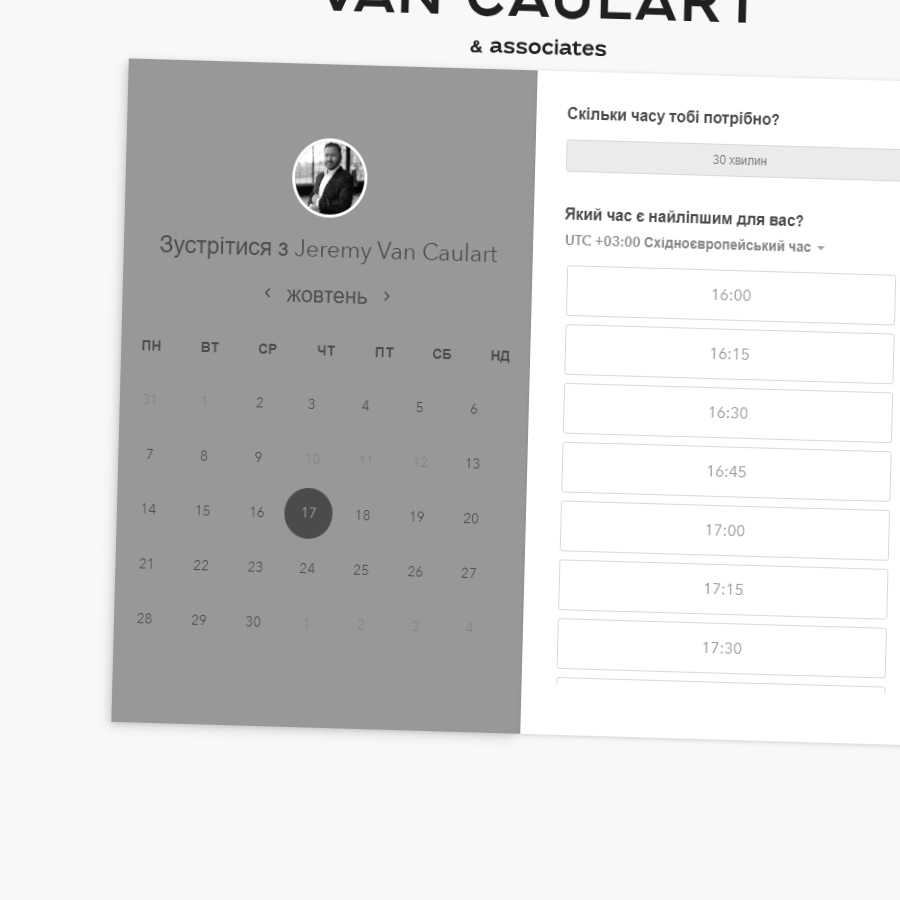 VAN CAULART
& associates
Зустрітися з Jeremy Van Caulart
жовтень
ПН ВТ СР ЧТ ПТ СБ НД
31 1 2 3 4 5 6
7 8 9 10 11 12 13
14 15 16 17 18 19 20
21 22 23 24 25 26 27
28 29 30 1 2 3 4
Скільки часу тобі потрібно?
30 хвилин
Який час є найліпшим для вас?
UTC +03:00 Східноєвропейський час
16:00
16:15
16:30
16:45
17:00
17:15
17:30